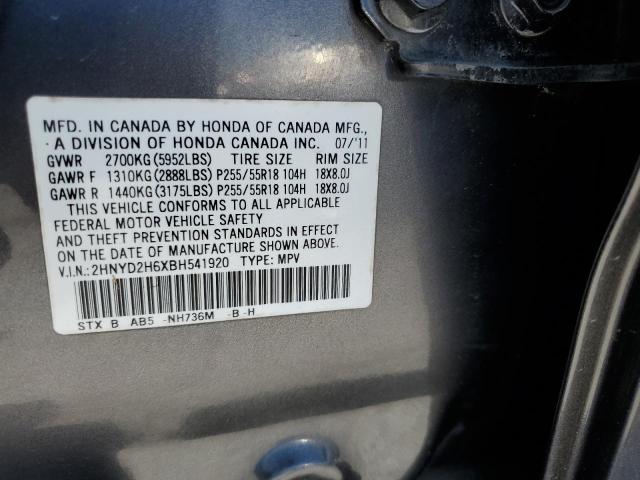 MFD. IN CANADA BY HONDA OF CANADA MFG.,
A DIVISION OF HONDA CANADA INC. 07/'11
GVWR 2700KG(5952LBS) TIRE SIZE RIM SIZE
GAWR F 1310KG(2888LBS) P255/55R18 104H 18X8.0J
GAWR R 1440KG(3175LBS) P255/55R18 104H 18X8.0J
THIS VEHICLE CONFORMS TO ALL APPLICABLE
FEDERAL MOTOR VEHICLE SAFETY
AND THEFT PREVENTION STANDARDS IN EFFECT
ON THE DATE OF MANUFACTURE SHOWN ABOVE.
V.I.N.:2HNYD2H6XBH541920 TYPE: MPV
STX B AB5 -NH736M -B-H